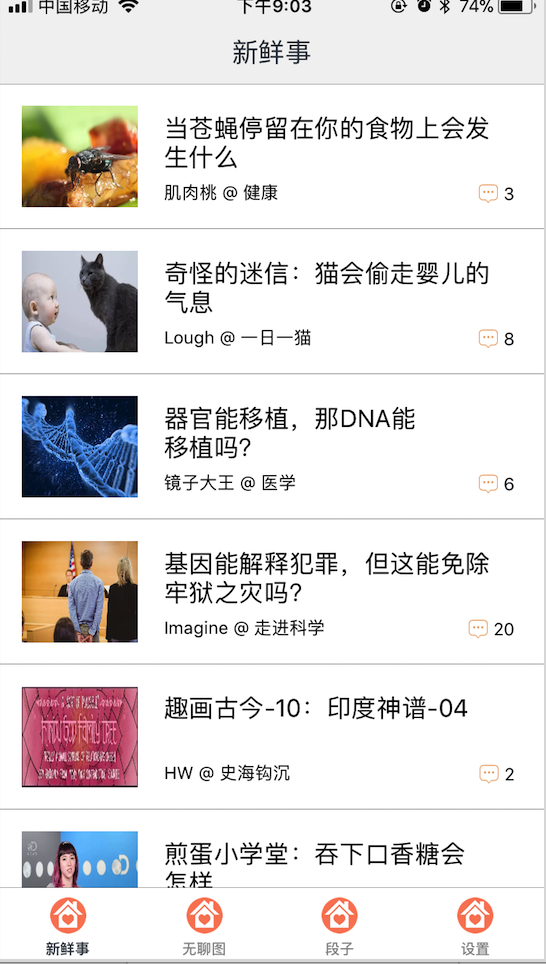 中国移动 下午9:03 74%
新鲜事
当苍蝇停留在你的食物上会发
生什么
肌肉桃 @ 健康 3
奇怪的迷信：猫会偷走婴儿的
气息
Lough @ 一日一猫 8
器官能移植，那DNA能
移植吗？
镜子大王 @ 医学 6
基因能解释犯罪，但这能免除
牢狱之灾吗？
Imagine @ 走进科学 20
趣画古今-10：印度神谱-04
HINDU GOD FAMILY TREE
HW @ 史海钩沉 2
煎蛋小学堂：吞下口香糖会
怎样
新鲜事 无聊图 段子 设置